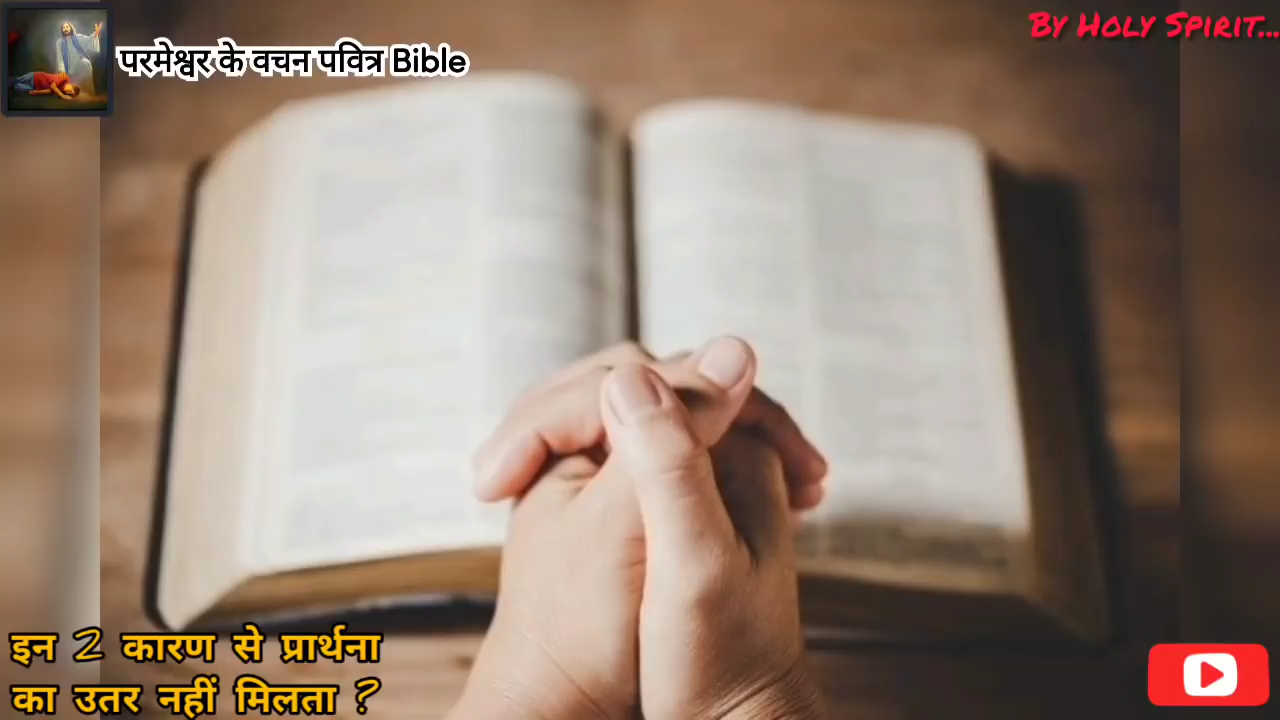 By Holy Spirit...
परमेश्वर के वचन पवित्र Bible
इन 2 कारण से प्रार्थना
का उतर नहीं मिलता ?